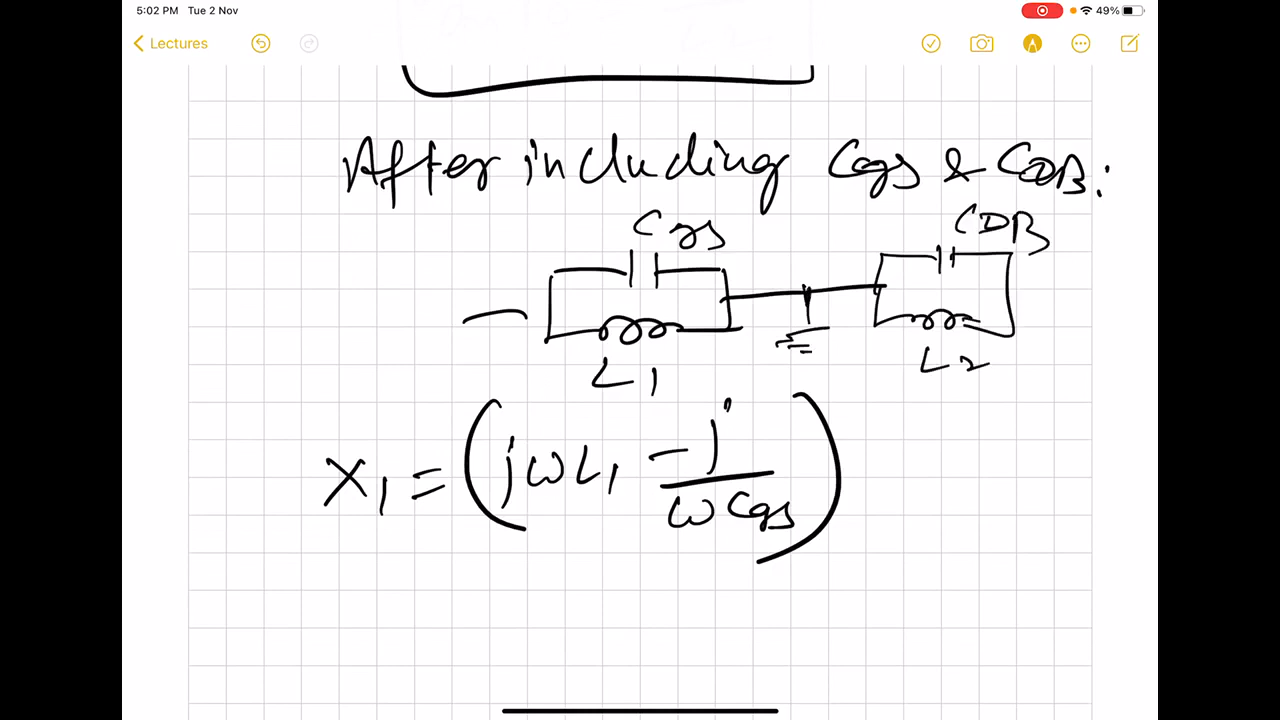 5:02 PM Tue 2 Nov
49%
Lectures
After including Cgs & CDB:
Cgs
CDB
L1
L2
X1 = (jωL1 - j/ωCgs)